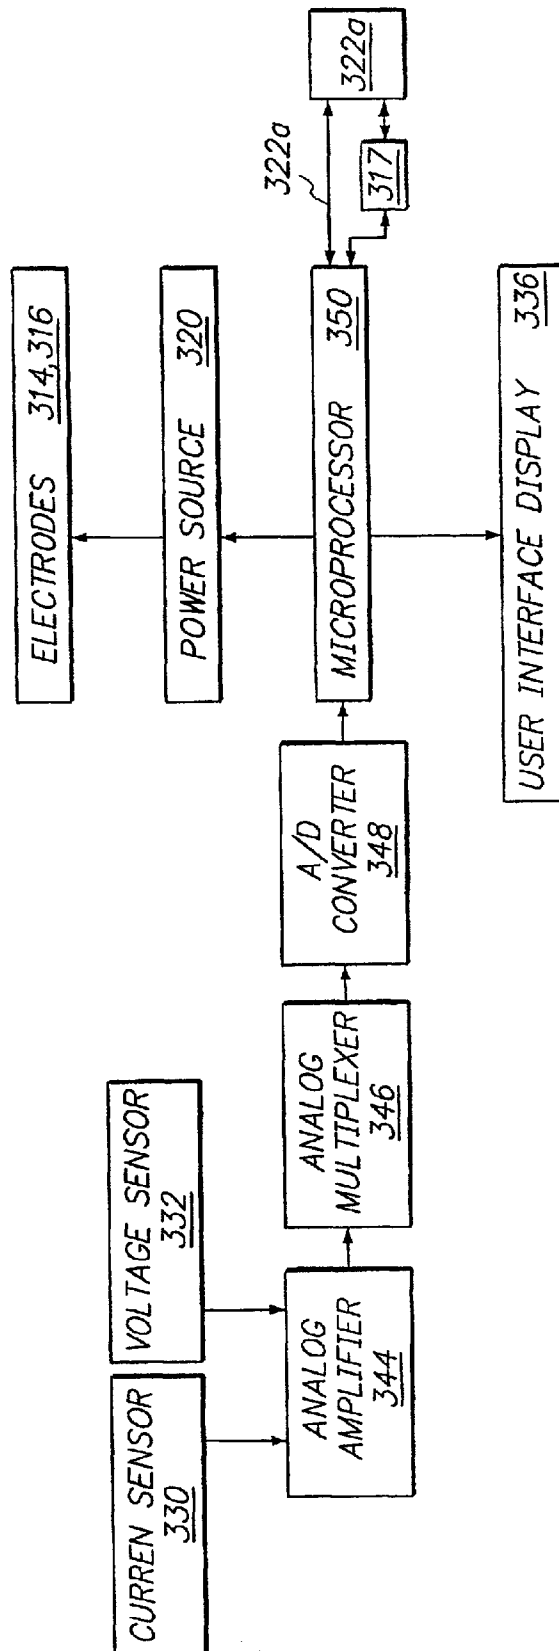 ELECTRODES 314,316
POWER SOURCE 320
322a
322a
317
MICROPROCESSOR 350
USER INTERFACE DISPLAY 336
A/D
CONVERTER
348
ANALOG
MULTIPLEXER
346
VOLTAGE SENSOR
332
ANALOG
AMPLIFIER
344
CURREN SENSOR
330